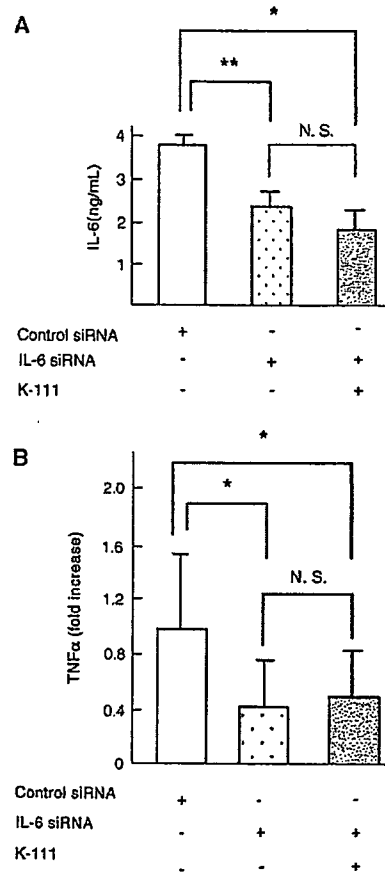 A
*
**
N. S.
IL-6(ng/mL)
4
3
2
1
Control siRNA + - -
IL-6 siRNA - + +
K-111 - - +
B
*
*
N. S.
TNFα (fold increase)
2.0
1.6
1.2
0.8
0.4
0
Control siRNA + - -
IL-6 siRNA - + +
K-111 - - +